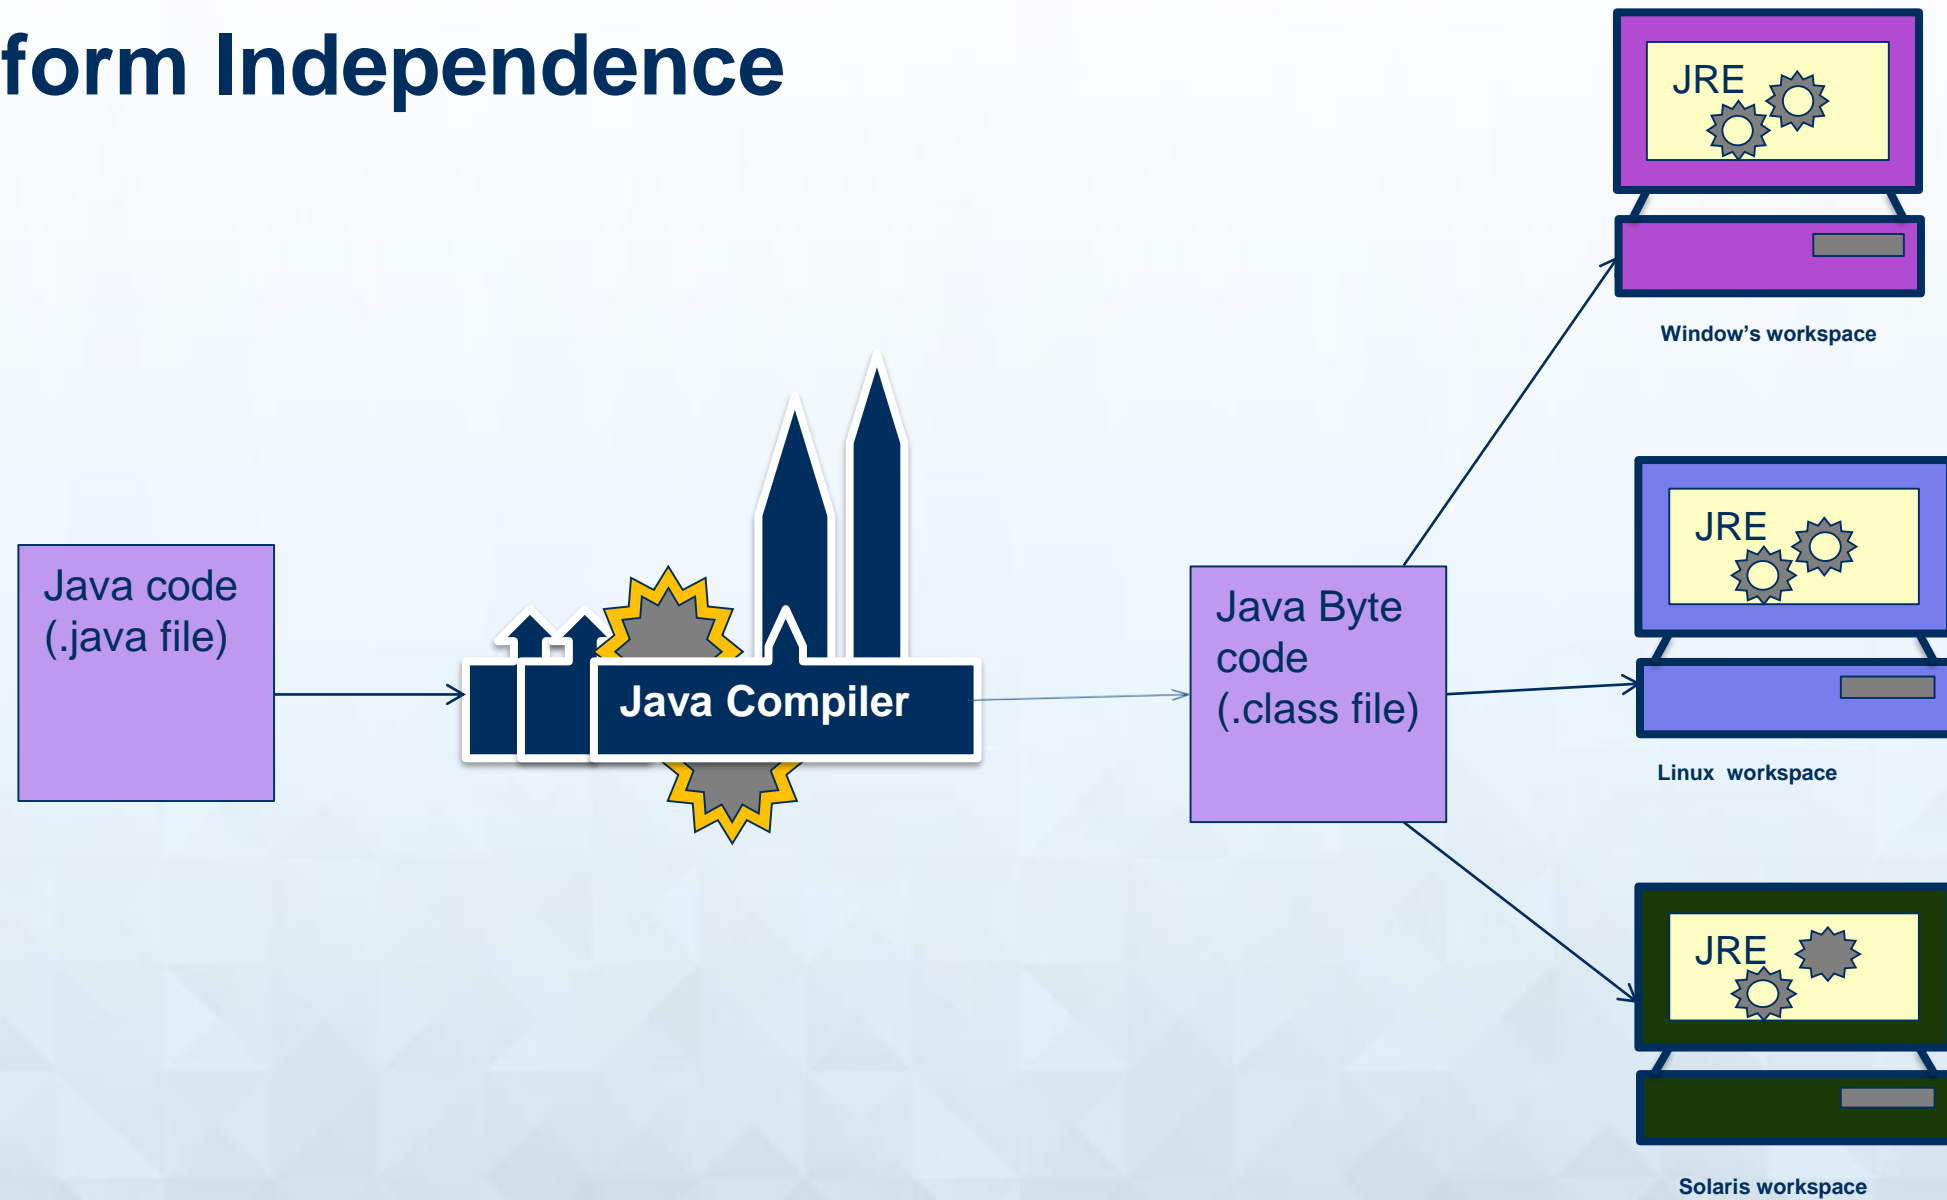 form Independence
JRE
Window’s workspace
Java code
(.java file)
Java Compiler
Java Byte
code
(.class file)
JRE
Linux  workspace
JRE
Solaris workspace